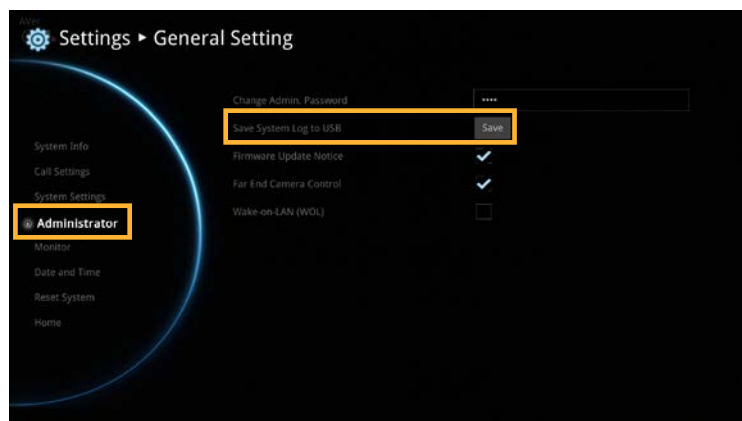 AVer
Settings ▸ General Setting
Change Admin. Password ••••
Save System Log to USB Save
Firmware Update Notice
Far End Camera Control
Wake-on-LAN (WOL)
System Info
Call Settings
System Settings
Administrator
Monitor
Date and Time
Reset System
Home